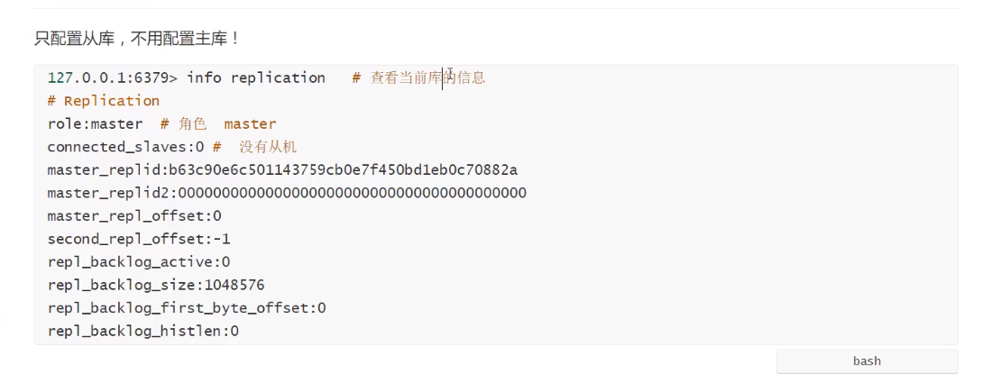 只配置从库，不用配置主库！
127.0.0.1:6379> info replication   # 查看当前库的信息
# Replication
role:master  # 角色  master
connected_slaves:0 #  没有从机
master_replid:b63c90e6c501143759cb0e7f450bd1eb0c70882a
master_replid2:0000000000000000000000000000000000000000
master_repl_offset:0
second_repl_offset:-1
repl_backlog_active:0
repl_backlog_size:1048576
repl_backlog_first_byte_offset:0
repl_backlog_histlen:0
bash